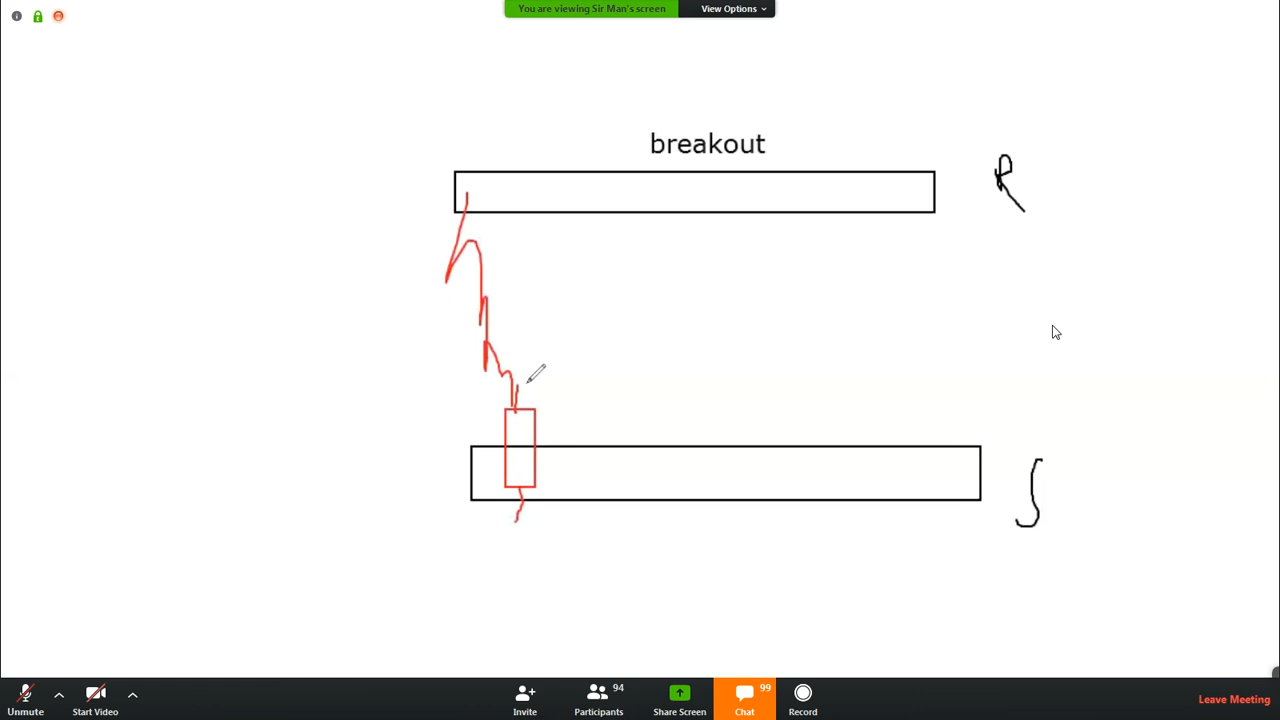 You are viewing Sir Man's screen
View Options
breakout
R
S
94
99
Unmute
Start Video
Invite
Participants
Share Screen
Chat
Record
Leave Meeting